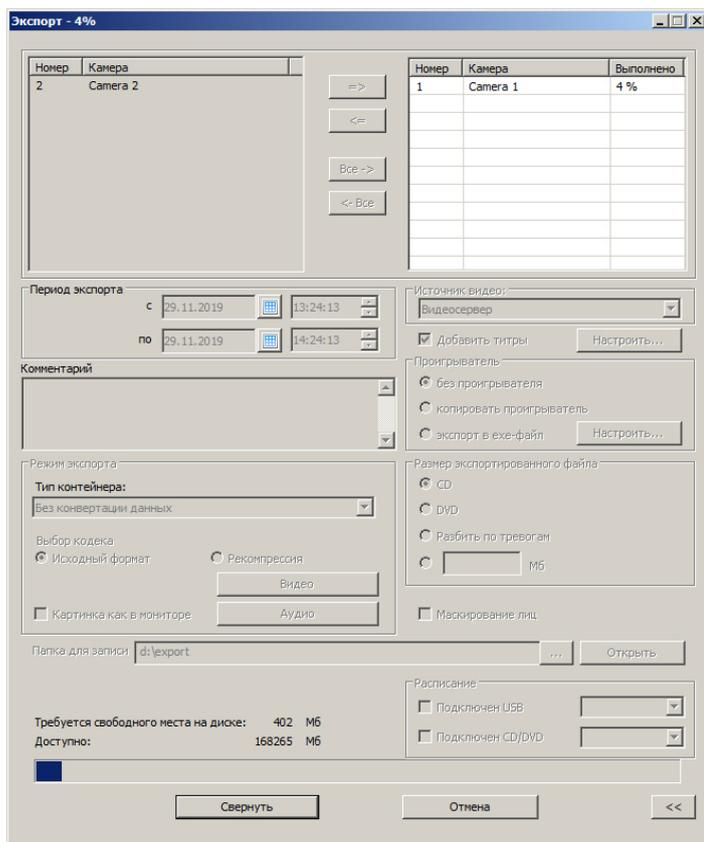 Экспорт - 4%
Номер Камера
2 Camera 2
=>
<=
Все ->
<- Все
Номер Камера Выполнено
1 Camera 1 4 %
Период экспорта
с 29.11.2019 13:24:13
по 29.11.2019 14:24:13
Источник видео:
Видеосервер
Добавить титры Настроить...
Комментарий
Проигрыватель
без проигрывателя
копировать проигрыватель
экспорт в exe-файл Настроить...
Режим экспорта
Тип контейнера:
Без конвертации данных
Выбор кодека
Исходный формат Рекомпрессия
Видео
Картинка как в мониторе Аудио
Размер экспортированного файла
CD
DVD
Разбить по тревогам
Мб
Маскирование лиц
Папка для записи d:\export ... Открыть
Расписание
Подключен USB
Подключен CD/DVD
Требуется свободного места на диске: 402 Мб
Доступно: 168265 Мб
Свернуть Отмена <<